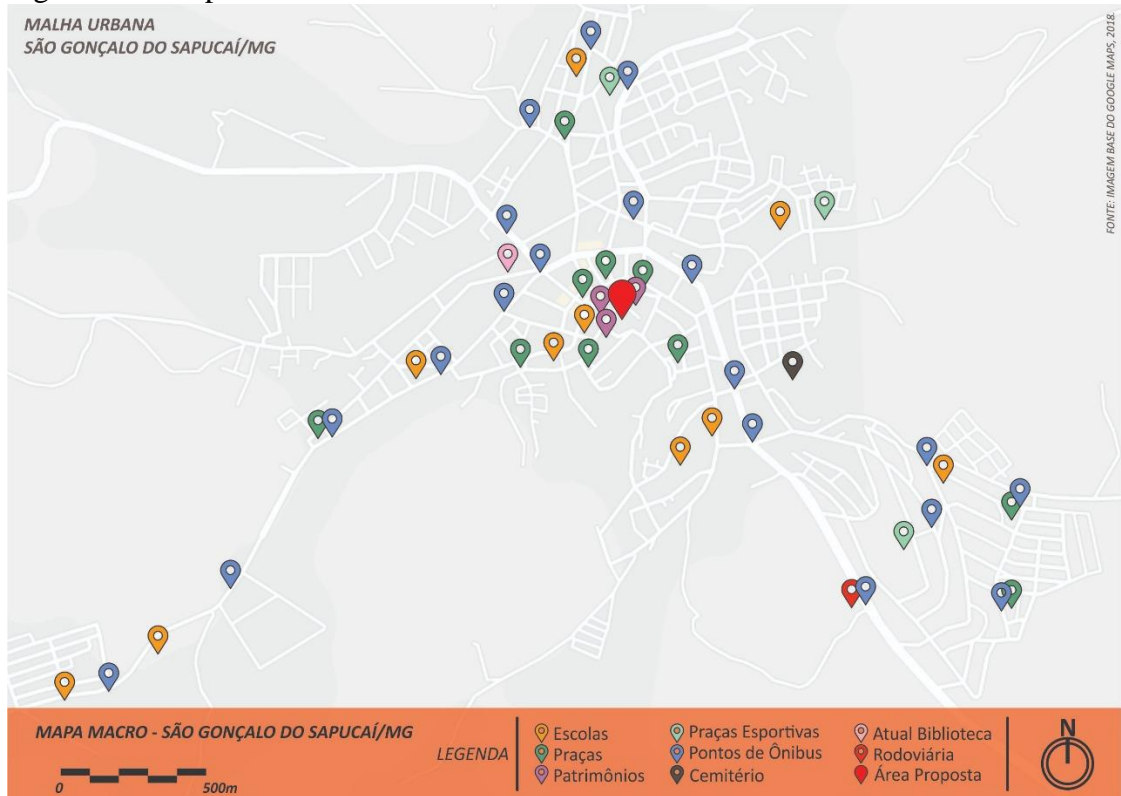 MALHA URBANA
SÃO GONÇALO DO SAPUCAÍ/MG
FONTE: IMAGEM BASE DO GOOGLE MAPS, 2018.
MAPA MACRO - SÃO GONÇALO DO SAPUCAÍ/MG
0 500m
LEGENDA
Escolas
Praças
Patrimônios
Praças Esportivas
Pontos de Ônibus
Cemitério
Atual Biblioteca
Rodoviária
Área Proposta
N